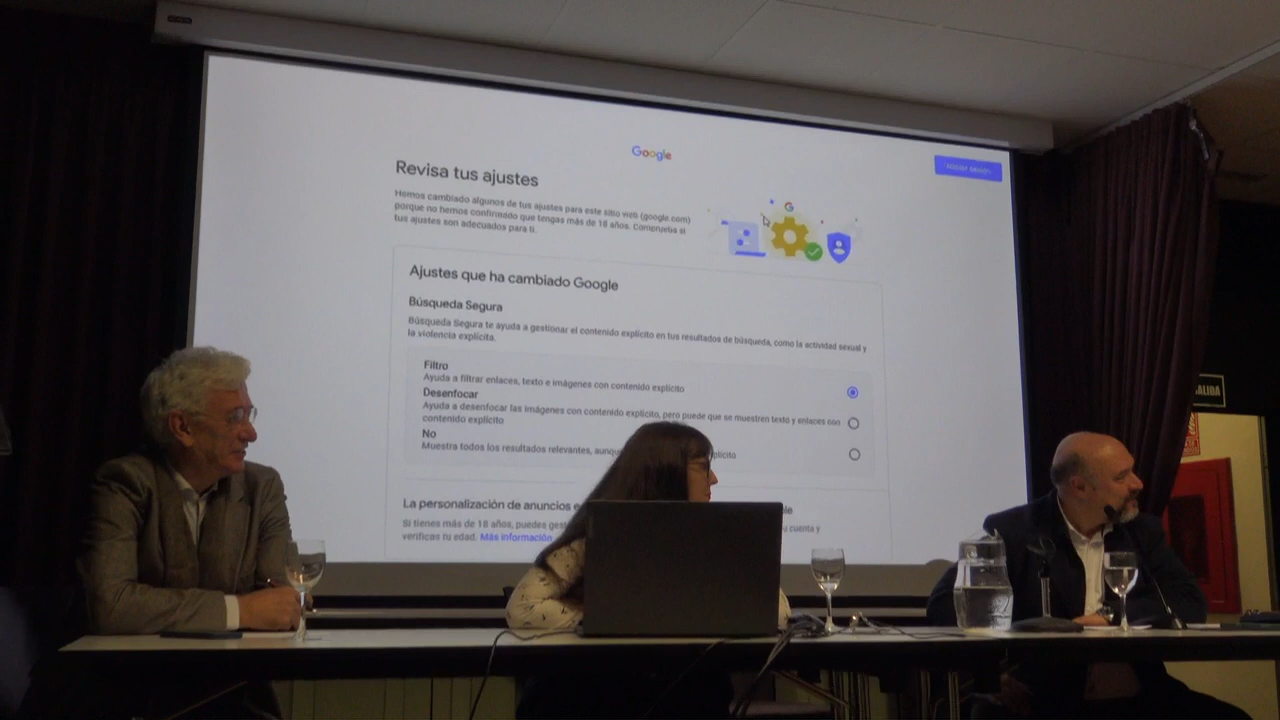 Google
Revisa tus ajustes
Hemos cambiado algunos de tus ajustes para este sitio web (google.com)
porque no hemos confirmado que tengas más de 18 años. Comprueba si
tus ajustes son adecuados para ti.
G
Ajustes que ha cambiado Google
Búsqueda Segura
Búsqueda Segura te ayuda a gestionar el contenido explícito en tus resultados de búsqueda, como la actividad sexual y
la violencia explícita.
Filtro
Ayuda a filtrar enlaces, texto e imágenes con contenido explícito
Desenfocar
Ayuda a desenfocar las imágenes con contenido explícito, pero puede que se muestren texto y enlaces con
contenido explícito
No
Muestra todos los resultados relevantes,
La personalización de anuncios
Si tienes más de 18 años, puedes
u cuenta y
verificas tu edad. Más información
ALIDA